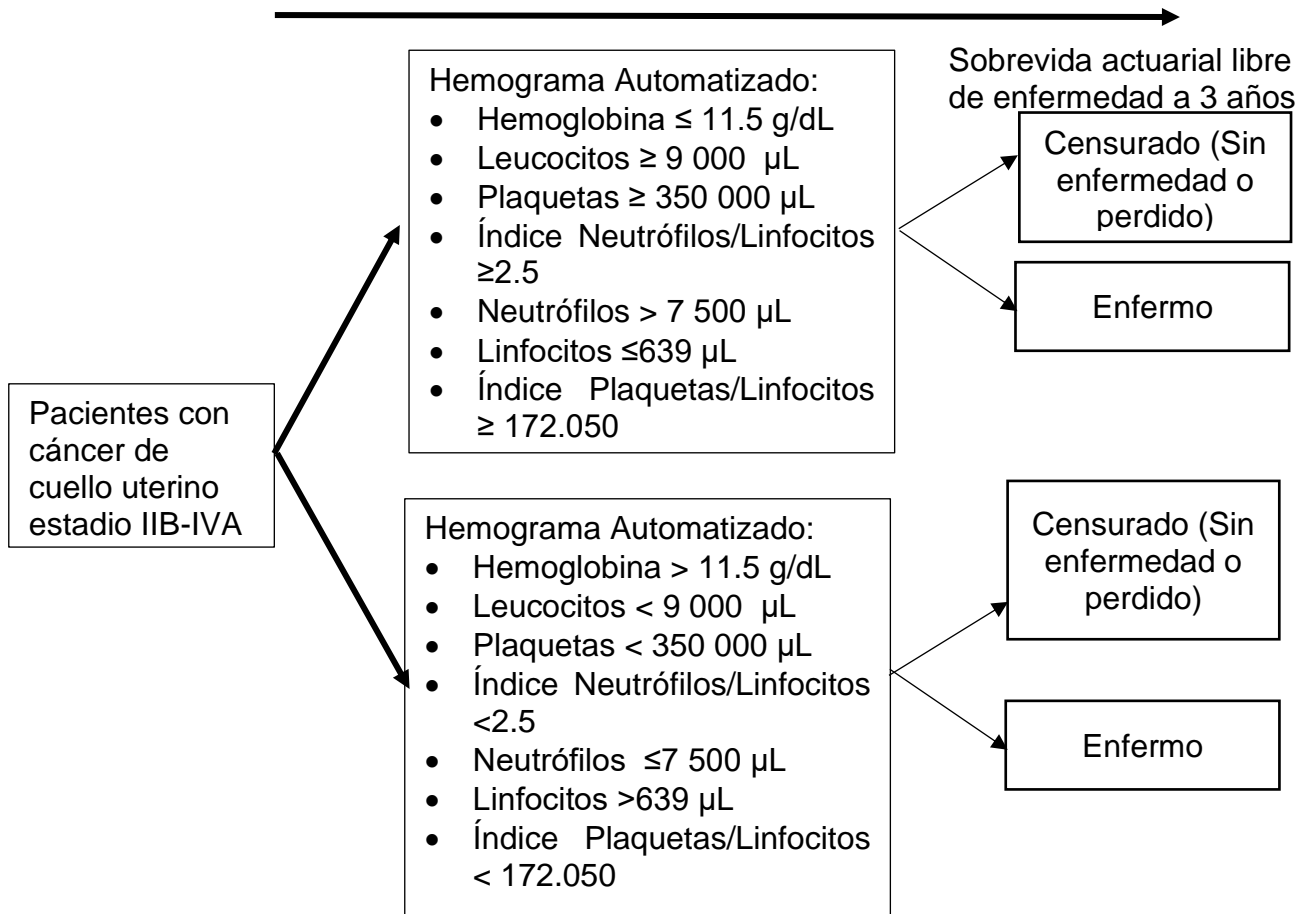 Sobrevida actuarial libre
de enfermedad a 3 años
Pacientes con
cáncer de
cuello uterino
estadio IIB-IVA
Hemograma Automatizado:
• Hemoglobina ≤ 11.5 g/dL
• Leucocitos ≥ 9 000 µL
• Plaquetas ≥ 350 000 µL
• Índice Neutrófilos/Linfocitos
≥2.5
• Neutrófilos > 7 500 µL
• Linfocitos ≤639 µL
• Índice Plaquetas/Linfocitos
≥ 172.050
Censurado (Sin
enfermedad o
perdido)
Enfermo
Hemograma Automatizado:
• Hemoglobina > 11.5 g/dL
• Leucocitos < 9 000 µL
• Plaquetas < 350 000 µL
• Índice Neutrófilos/Linfocitos
<2.5
• Neutrófilos ≤7 500 µL
• Linfocitos >639 µL
• Índice Plaquetas/Linfocitos
< 172.050
Censurado (Sin
enfermedad o
perdido)
Enfermo